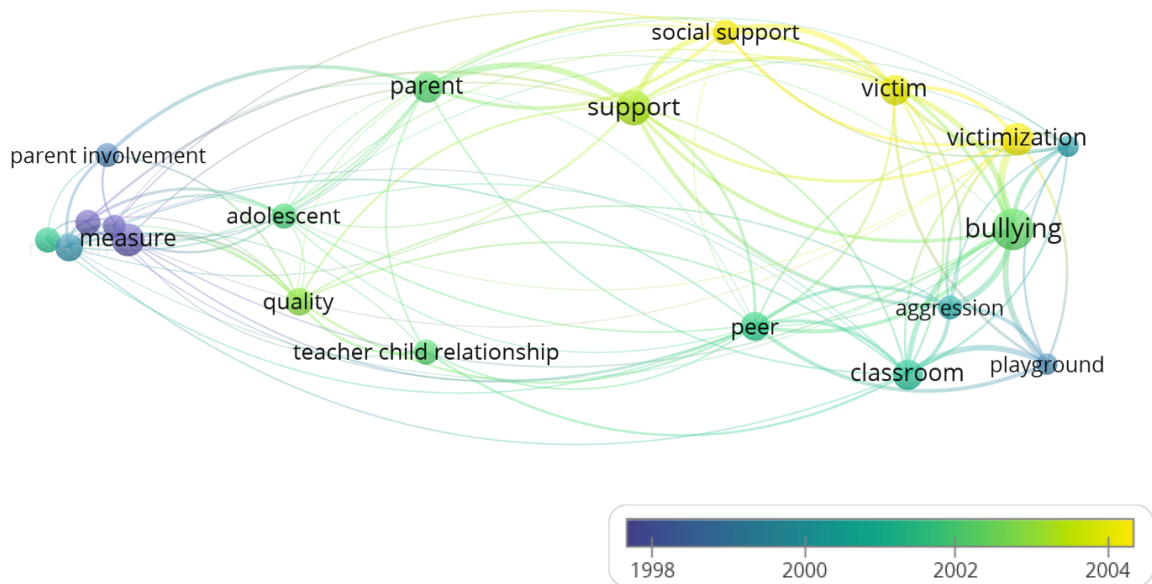 social support
parent
victim
support
victimization
parent involvement
adolescent
measure
bullying
quality
aggression
peer
teacher child relationship
classroom
playground
1998 2000 2002 2004